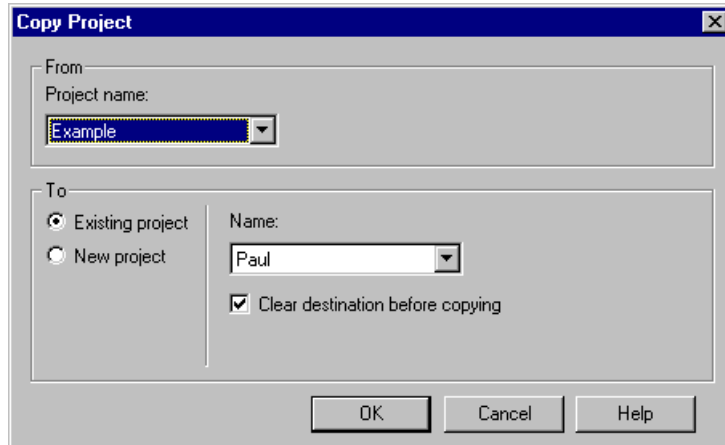 Copy Project
From
Project name:
Example
To
Existing project
New project
Name:
Paul
Clear destination before copying
OK
Cancel
Help